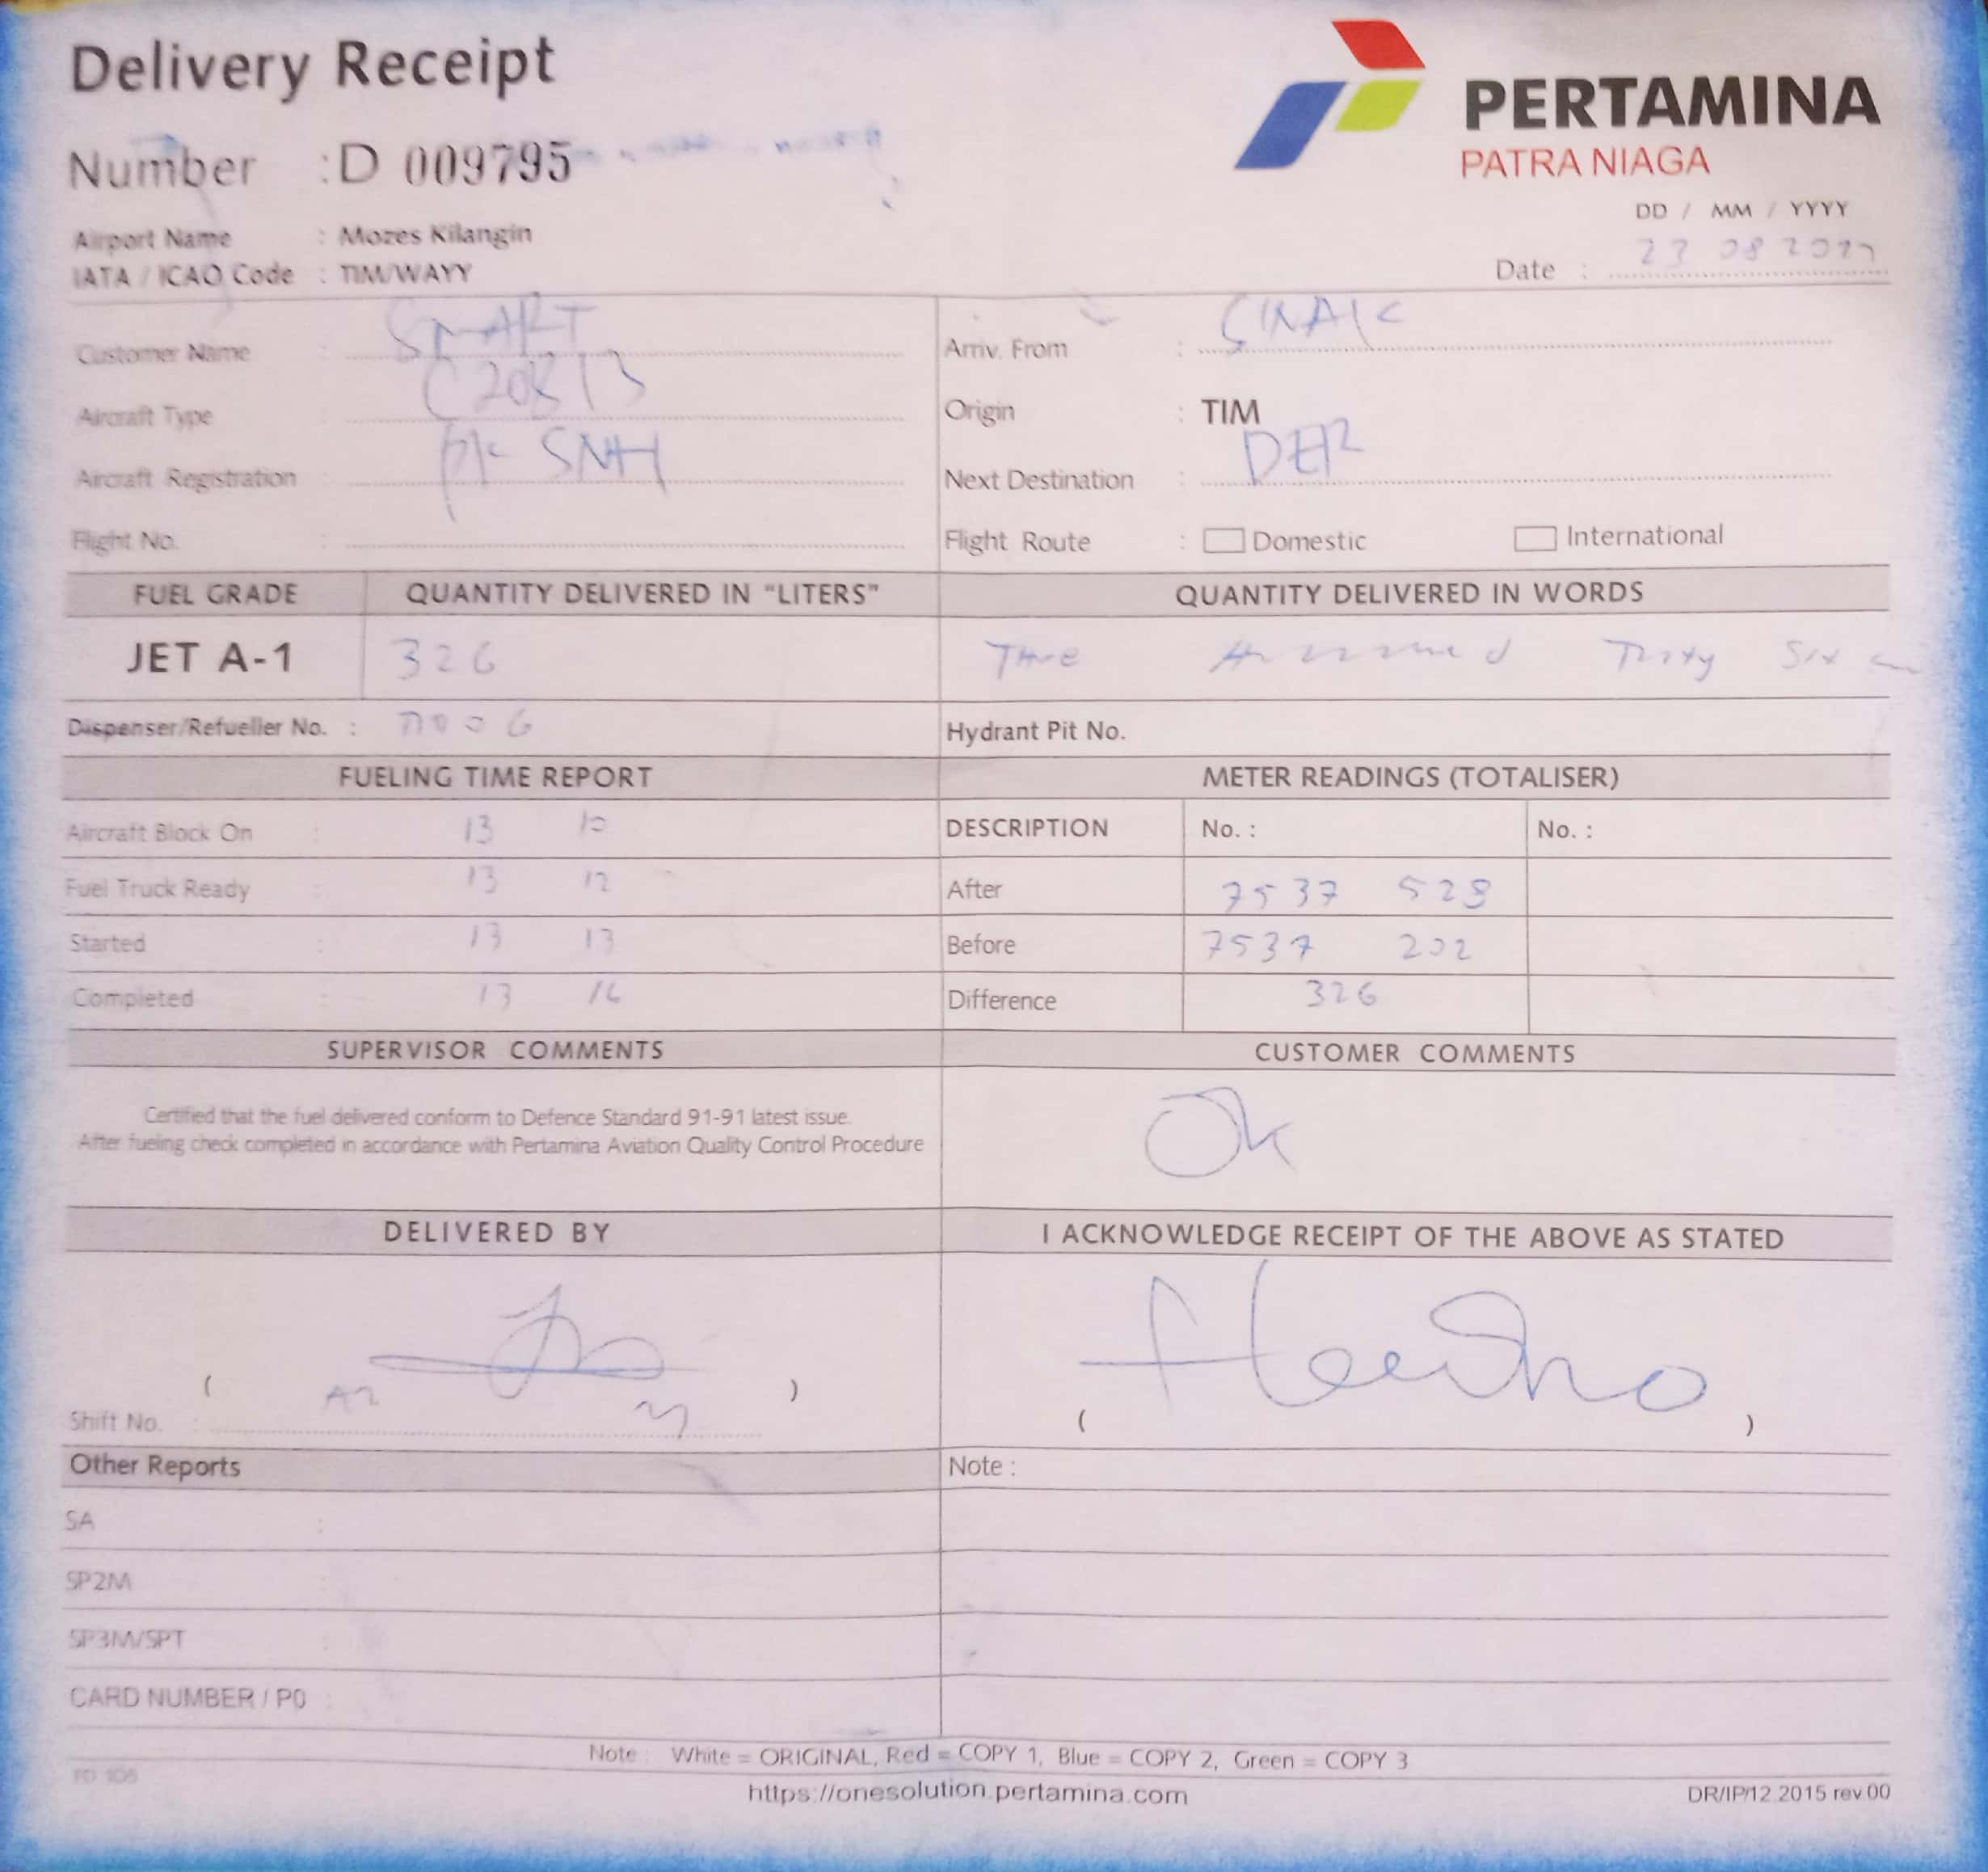 Delivery Receipt
PERTAMINA
PATRA NIAGA
Number : D 009795
Airport Name : Mozes Kilangin
IATA / ICAO Code : TIM/WAYY
DD / MM / YYYY
Date : 23 08
Customer Name : SMART
Aircraft Type : C208 B
Aircraft Registration : PK SNH
Flight No. :
Arriv. From : SINAK
Origin : TIM
Next Destination :
Flight Route : Domestic International
FUEL GRADE QUANTITY DELIVERED IN "LITERS" QUANTITY DELIVERED IN WORDS
JET A-1 326 Three Hundred Six
Dispenser/Refueller No. : Hydrant Pit No.
FUELING TIME REPORT METER READINGS (TOTALISER)
Aircraft Block On : 13 10 DESCRIPTION No. : No. :
Fuel Truck Ready : 13 12 After 7537 528
Started : 13 13 Before 7537 202
Completed : 13 16 Difference 326
SUPERVISOR COMMENTS CUSTOMER COMMENTS
Certified that the fuel delivered conform to Defence Standard 91-91 latest issue.
After fueling check completed in accordance with Pertamina Aviation Quality Control Procedure
Ok
DELIVERED BY I ACKNOWLEDGE RECEIPT OF THE ABOVE AS STATED
( )
Shift No. :
( )
Other Reports Note :
SA :
SP2M :
SP3M/SPT :
CARD NUMBER / PO :
Note : White = ORIGINAL, Red = COPY 1, Blue = COPY 2, Green = COPY 3
https://onesolution.pertamina.com
DR/IP/12.2015 rev.00